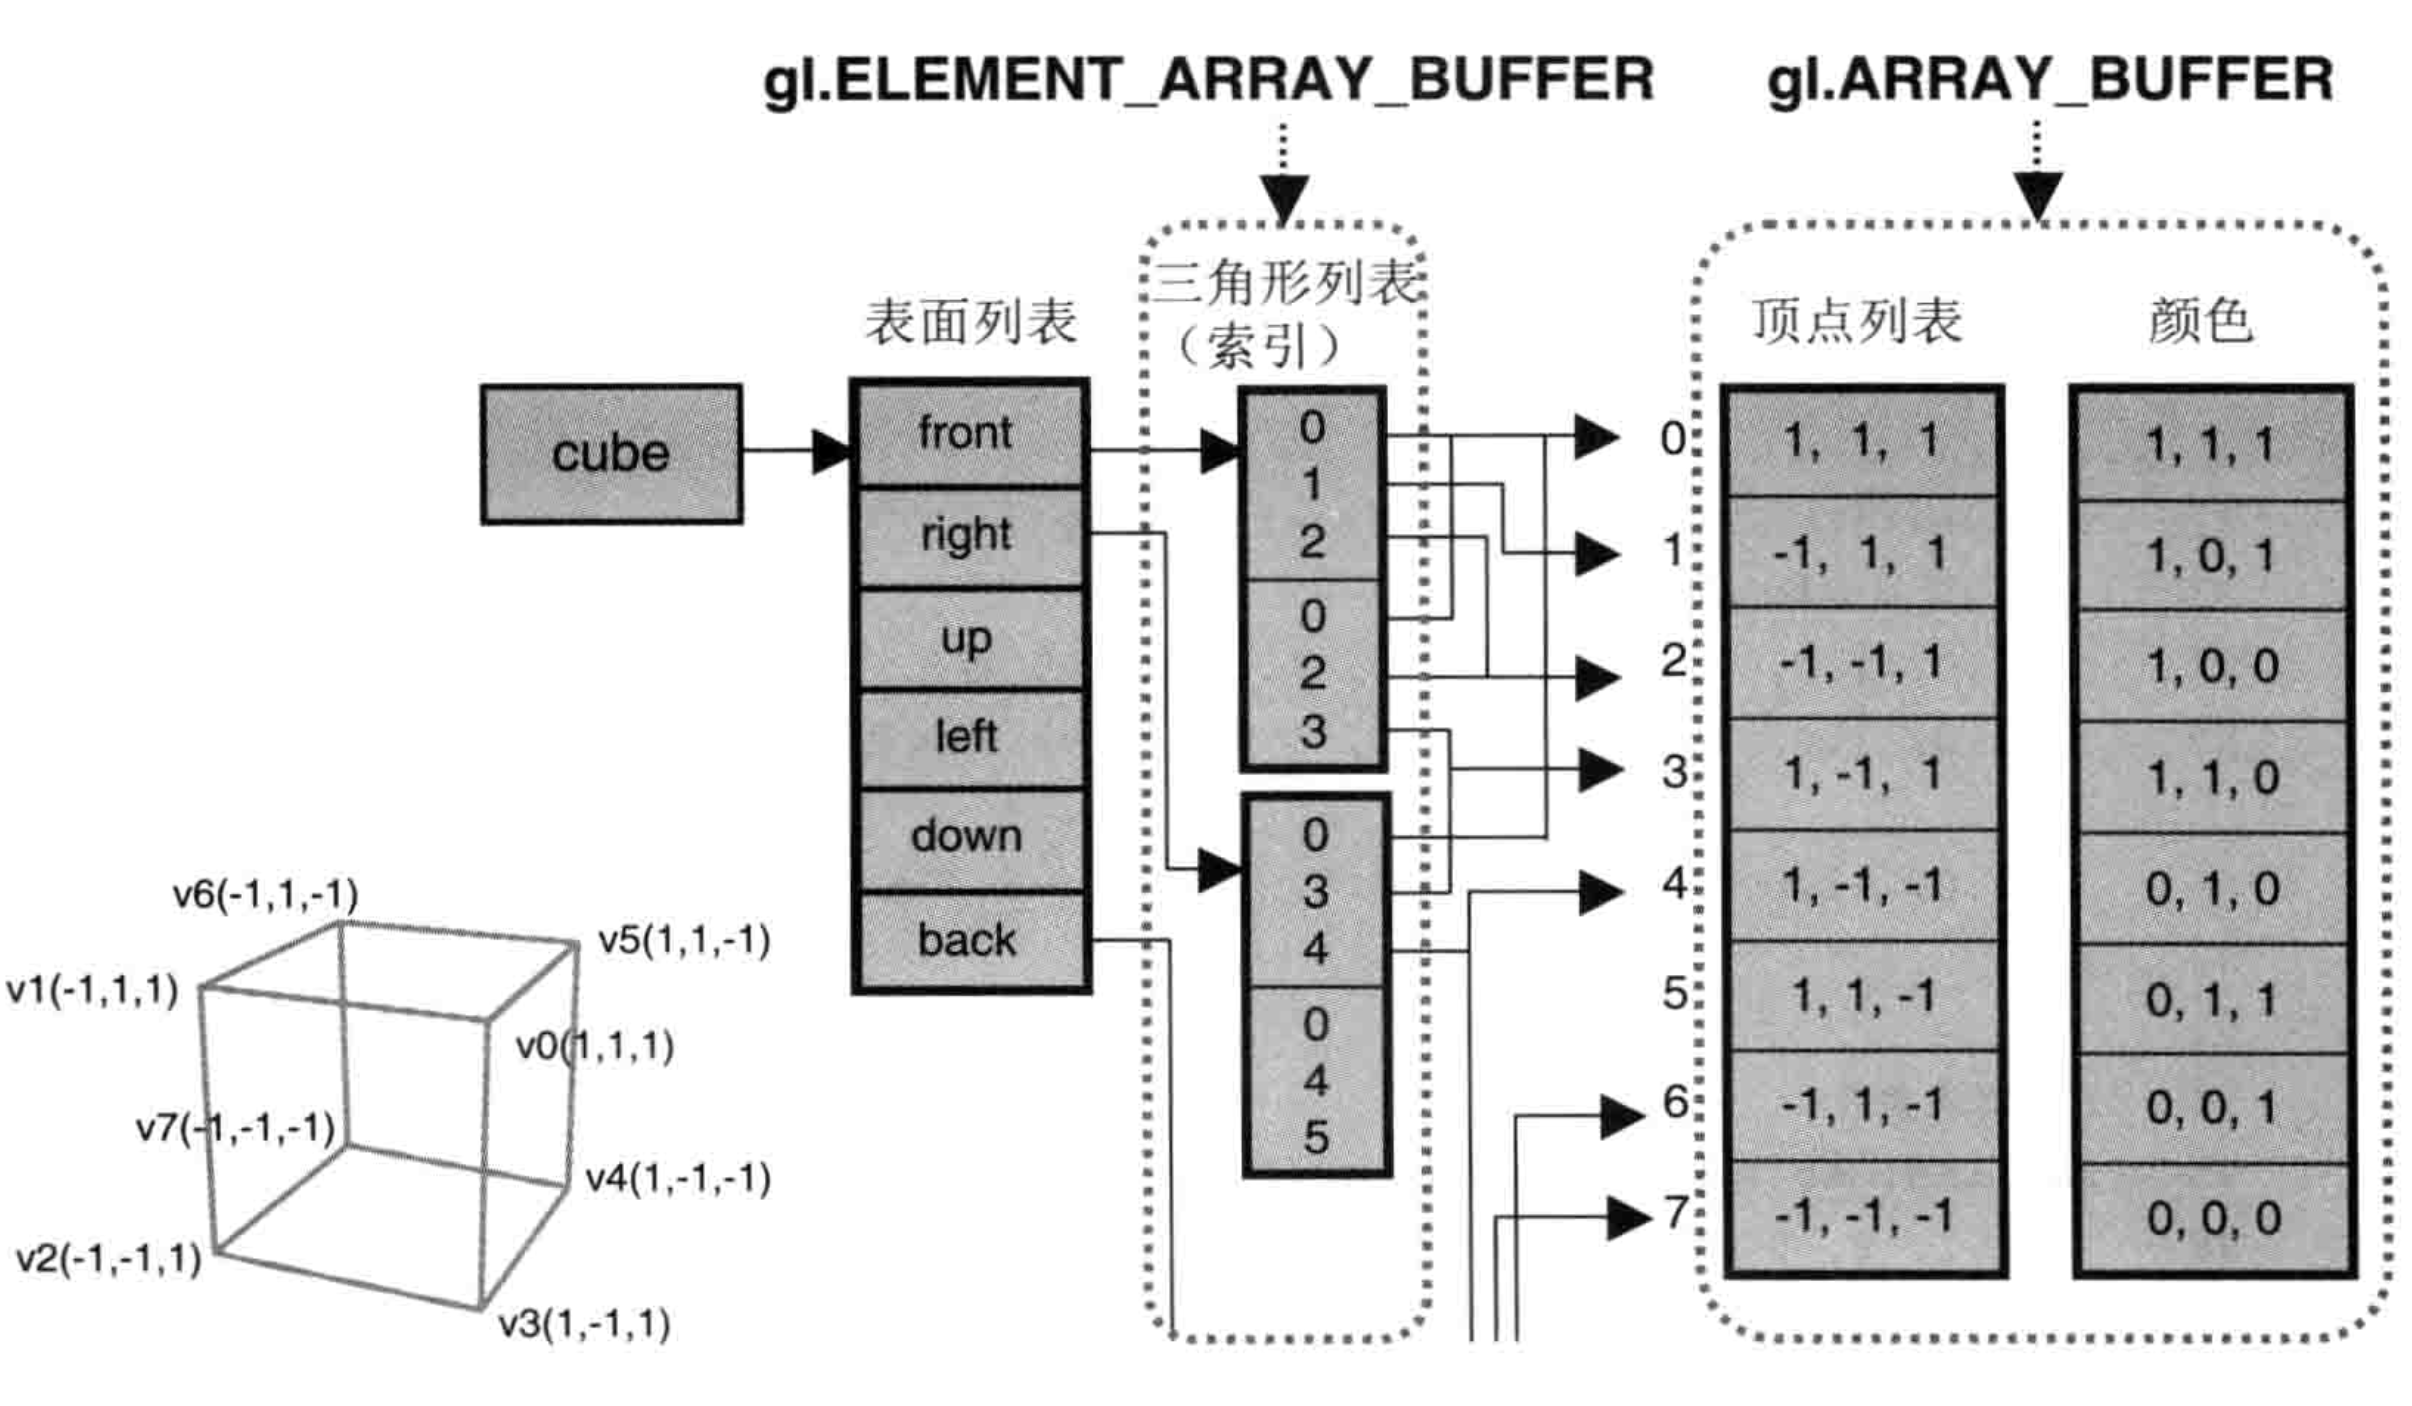 gl.ELEMENT_ARRAY_BUFFER
gl.ARRAY_BUFFER
表面列表
三角形列表
（索引）
顶点列表
颜色
cube
front
right
up
left
down
back
0
1
2
0
2
3
0
3
4
0
4
5
0
1
2
3
4
5
6
7
1, 1, 1
-1, 1, 1
-1, -1, 1
1, -1, 1
1, -1, -1
1, 1, -1
-1, 1, -1
-1, -1, -1
1, 1, 1
1, 0, 1
1, 0, 0
1, 1, 0
0, 1, 0
0, 1, 1
0, 0, 1
0, 0, 0
v6(-1,1,-1)
v5(1,1,-1)
v1(-1,1,1)
v0(1,1,1)
v7(-1,-1,-1)
v4(1,-1,-1)
v2(-1,-1,1)
v3(1,-1,1)